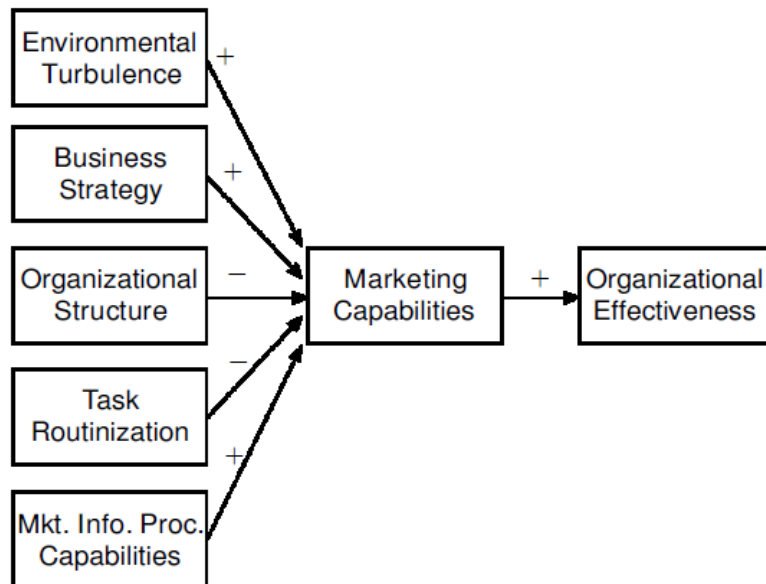 Environmental
Turbulence
+
Business
Strategy
+
Organizational
Structure
−
Task
Routinization
−
Mkt. Info. Proc.
Capabilities
+
Marketing
Capabilities
+
Organizational
Effectiveness